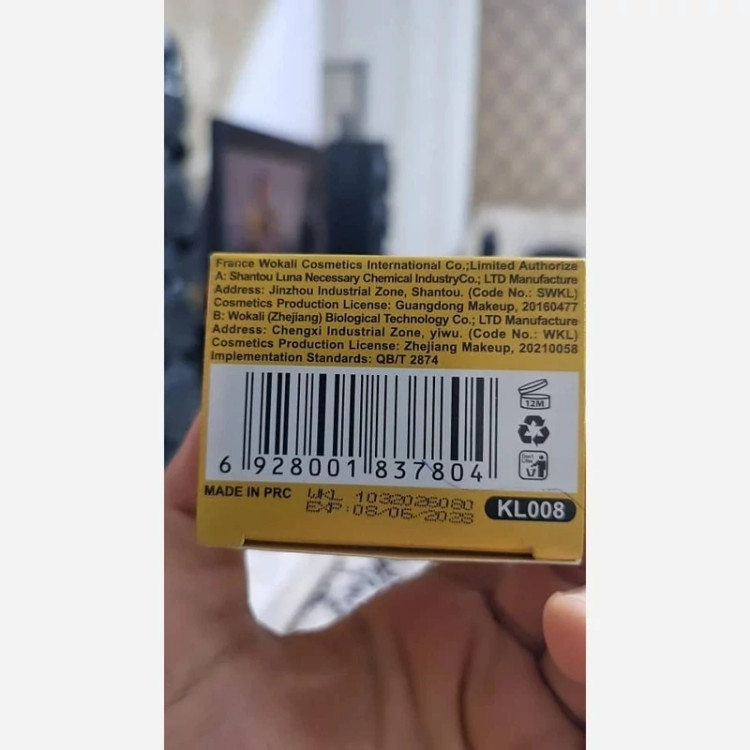 France Wokali Cosmetics International Co.;Limited Authorize
A: Shantou Luna Necessary Chemical IndustryCo.; LTD Manufacture
Address: Jinzhou Industrial Zone, Shantou. (Code No.: SWKL)
Cosmetics Production License: Guangdong Makeup, 20160477
B: Wokali (Zhejiang) Biological Technology Co.; LTD Manufacture
Address: Chengxi Industrial Zone, yiwu. (Code No.: WKL)
Cosmetics Production License: Zhejiang Makeup, 20210058
Implementation Standards: QB/T 2874
12M
6 928001 837804
MADE IN PRC
WKL 1032026080
EXP:08/06/2028
KL008